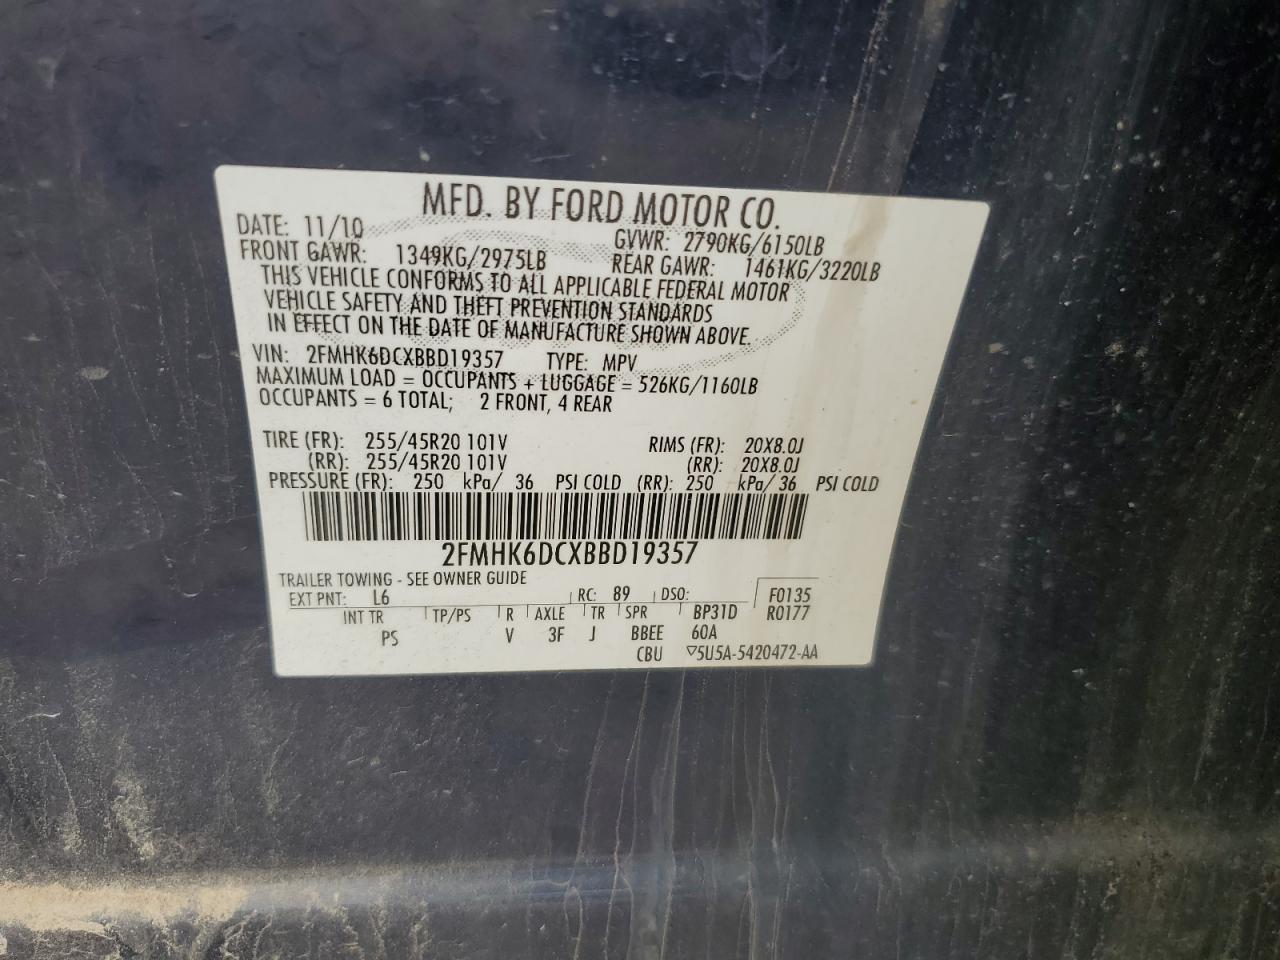 MFD. BY FORD MOTOR CO.
DATE: 11/10 GVWR: 2790KG/6150LB
FRONT GAWR: 1349KG/2975LB REAR GAWR: 1461KG/3220LB
THIS VEHICLE CONFORMS TO ALL APPLICABLE FEDERAL MOTOR
VEHICLE SAFETY AND THEFT PREVENTION STANDARDS
IN EFFECT ON THE DATE OF MANUFACTURE SHOWN ABOVE.
VIN: 2FMHK6DCXBBD19357 TYPE: MPV
MAXIMUM LOAD = OCCUPANTS + LUGGAGE = 526KG/1160LB
OCCUPANTS = 6 TOTAL; 2 FRONT, 4 REAR
TIRE (FR): 255/45R20 101V RIMS (FR): 20X8.0J
(RR): 255/45R20 101V (RR): 20X8.0J
PRESSURE (FR): 250 kPa/ 36 PSI COLD (RR): 250 kPa/ 36 PSI COLD
2FMHK6DCXBBD19357
TRAILER TOWING - SEE OWNER GUIDE
EXT PNT: L6 RC: 89 DSO: F0135
INT TR TP/PS R AXLE TR SPR BP31D R0177
PS V 3F J BBEE 60A
CBU ▽5U5A-5420472-AA